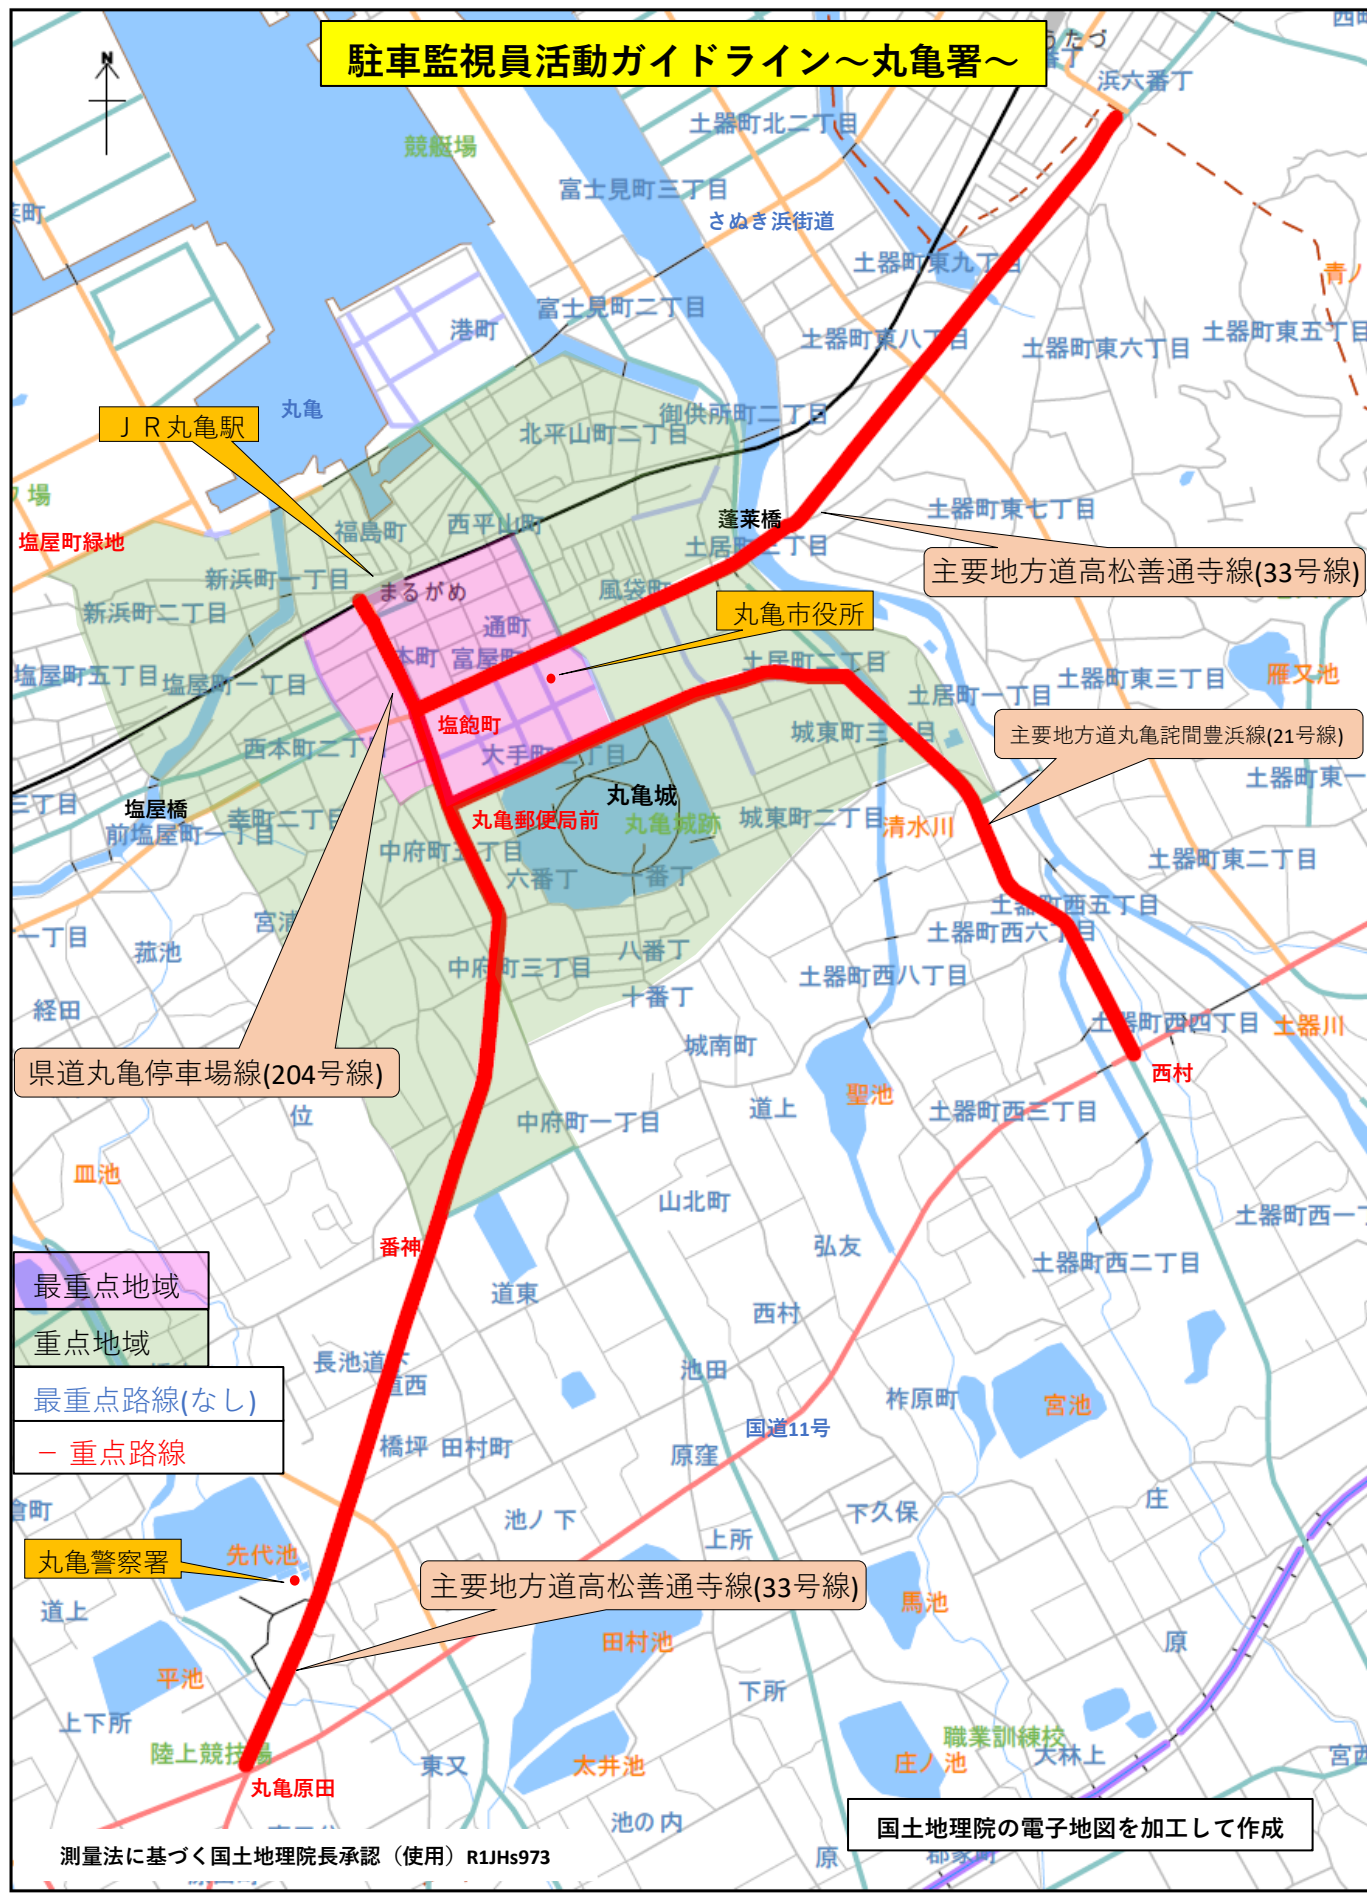 駐車監視員活動ガイドライン～丸亀署～
N
うたづ
浜六番丁
土器町北二丁目
競艇場
富士見町三丁目
さぬき浜街道
土器町東九丁目
富士見町二丁目
港町
土器町東八丁目
土器町東六丁目
土器町東五丁目
丸亀
ＪＲ丸亀駅
御供所町二丁目
北平山町二丁目
土器町東七丁目
蓬莱橋
福島町
西平山町
塩屋町緑地
土居町三丁目
主要地方道高松善通寺線(33号線)
新浜町一丁目
まるがめ
風袋町
新浜町二丁目
丸亀市役所
通町
本町
富屋町
塩屋町五丁目
塩屋町一丁目
土居町二丁目
土器町東三丁目
雁又池
土居町一丁目
塩飽町
城東町三丁目
主要地方道丸亀詫間豊浜線(21号線)
西本町二丁目
大手町二丁目
三丁目
塩屋橋
丸亀城
幸町二丁目
丸亀郵便局前
丸亀城跡
城東町二丁目
清水川
前塩屋町一丁目
中府町五丁目
土器町東二丁目
六番丁
一番丁
土器町西五丁目
一丁目
菰池
八番丁
土器町西六丁目
中府町三丁目
土器町西八丁目
経田
十番丁
土器町西四丁目
土器川
城南町
県道丸亀停車場線(204号線)
西村
位
聖池
道上
土器町西三丁目
中府町一丁目
皿池
山北町
番神
弘友
土器町西二丁目
最重点地域
道東
西村
重点地域
長池道下
道西
池田
最重点路線(なし)
柞原町
宮池
国道11号
橋坪
田村町
原窪
－ 重点路線
庄
池ノ下
下久保
上所
丸亀警察署
先代池
主要地方道高松善通寺線(33号線)
馬池
道上
田村池
原
平池
下所
上下所
職業訓練校
陸上競技場
東又
太井池
庄ノ池
大林上
丸亀原田
池の内
国土地理院の電子地図を加工して作成
測量法に基づく国土地理院長承認（使用）R1JHs973
原